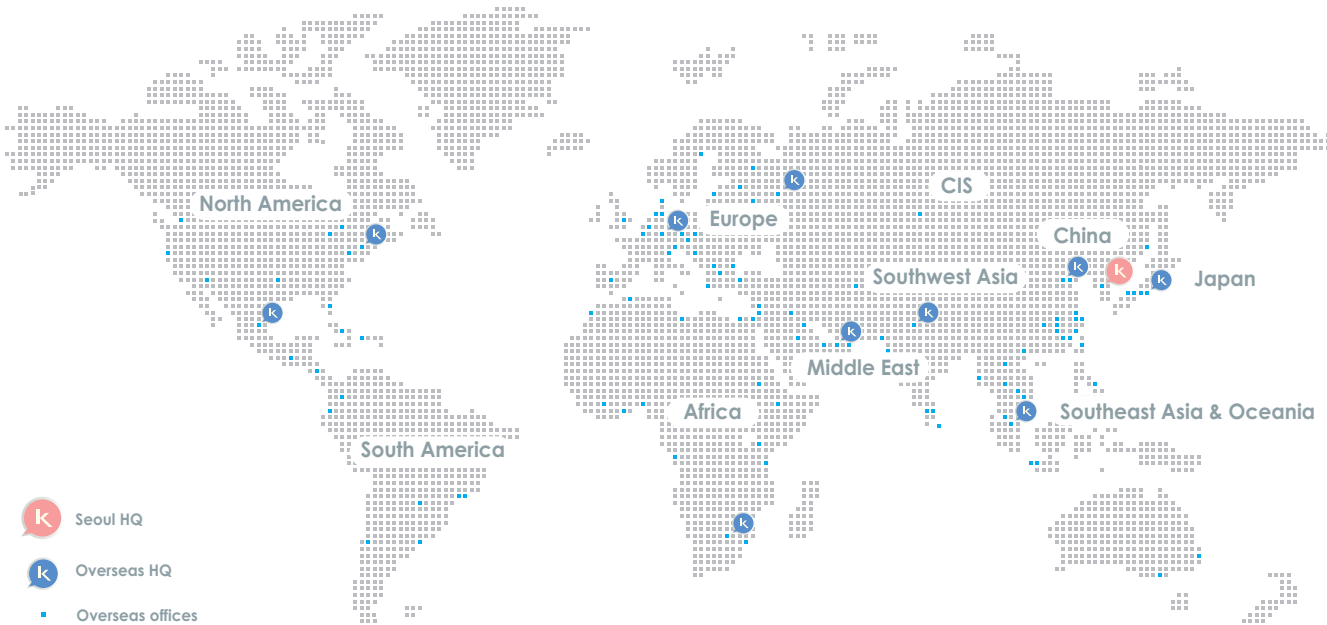 CIS
North America
Europe
China
Southwest Asia
Japan
Middle East
Africa
Southeast Asia & Oceania
South America
k Seoul HQ
k Overseas HQ
Overseas offices